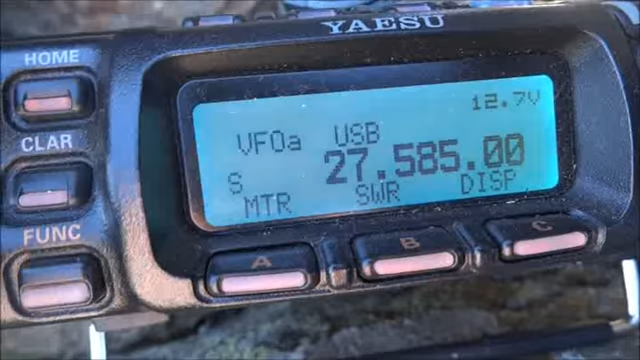 YAESU
HOME
12.7V
VFOa USB
CLAR
27.585.00
S
MTR SWR DISP
FUNC
A B C